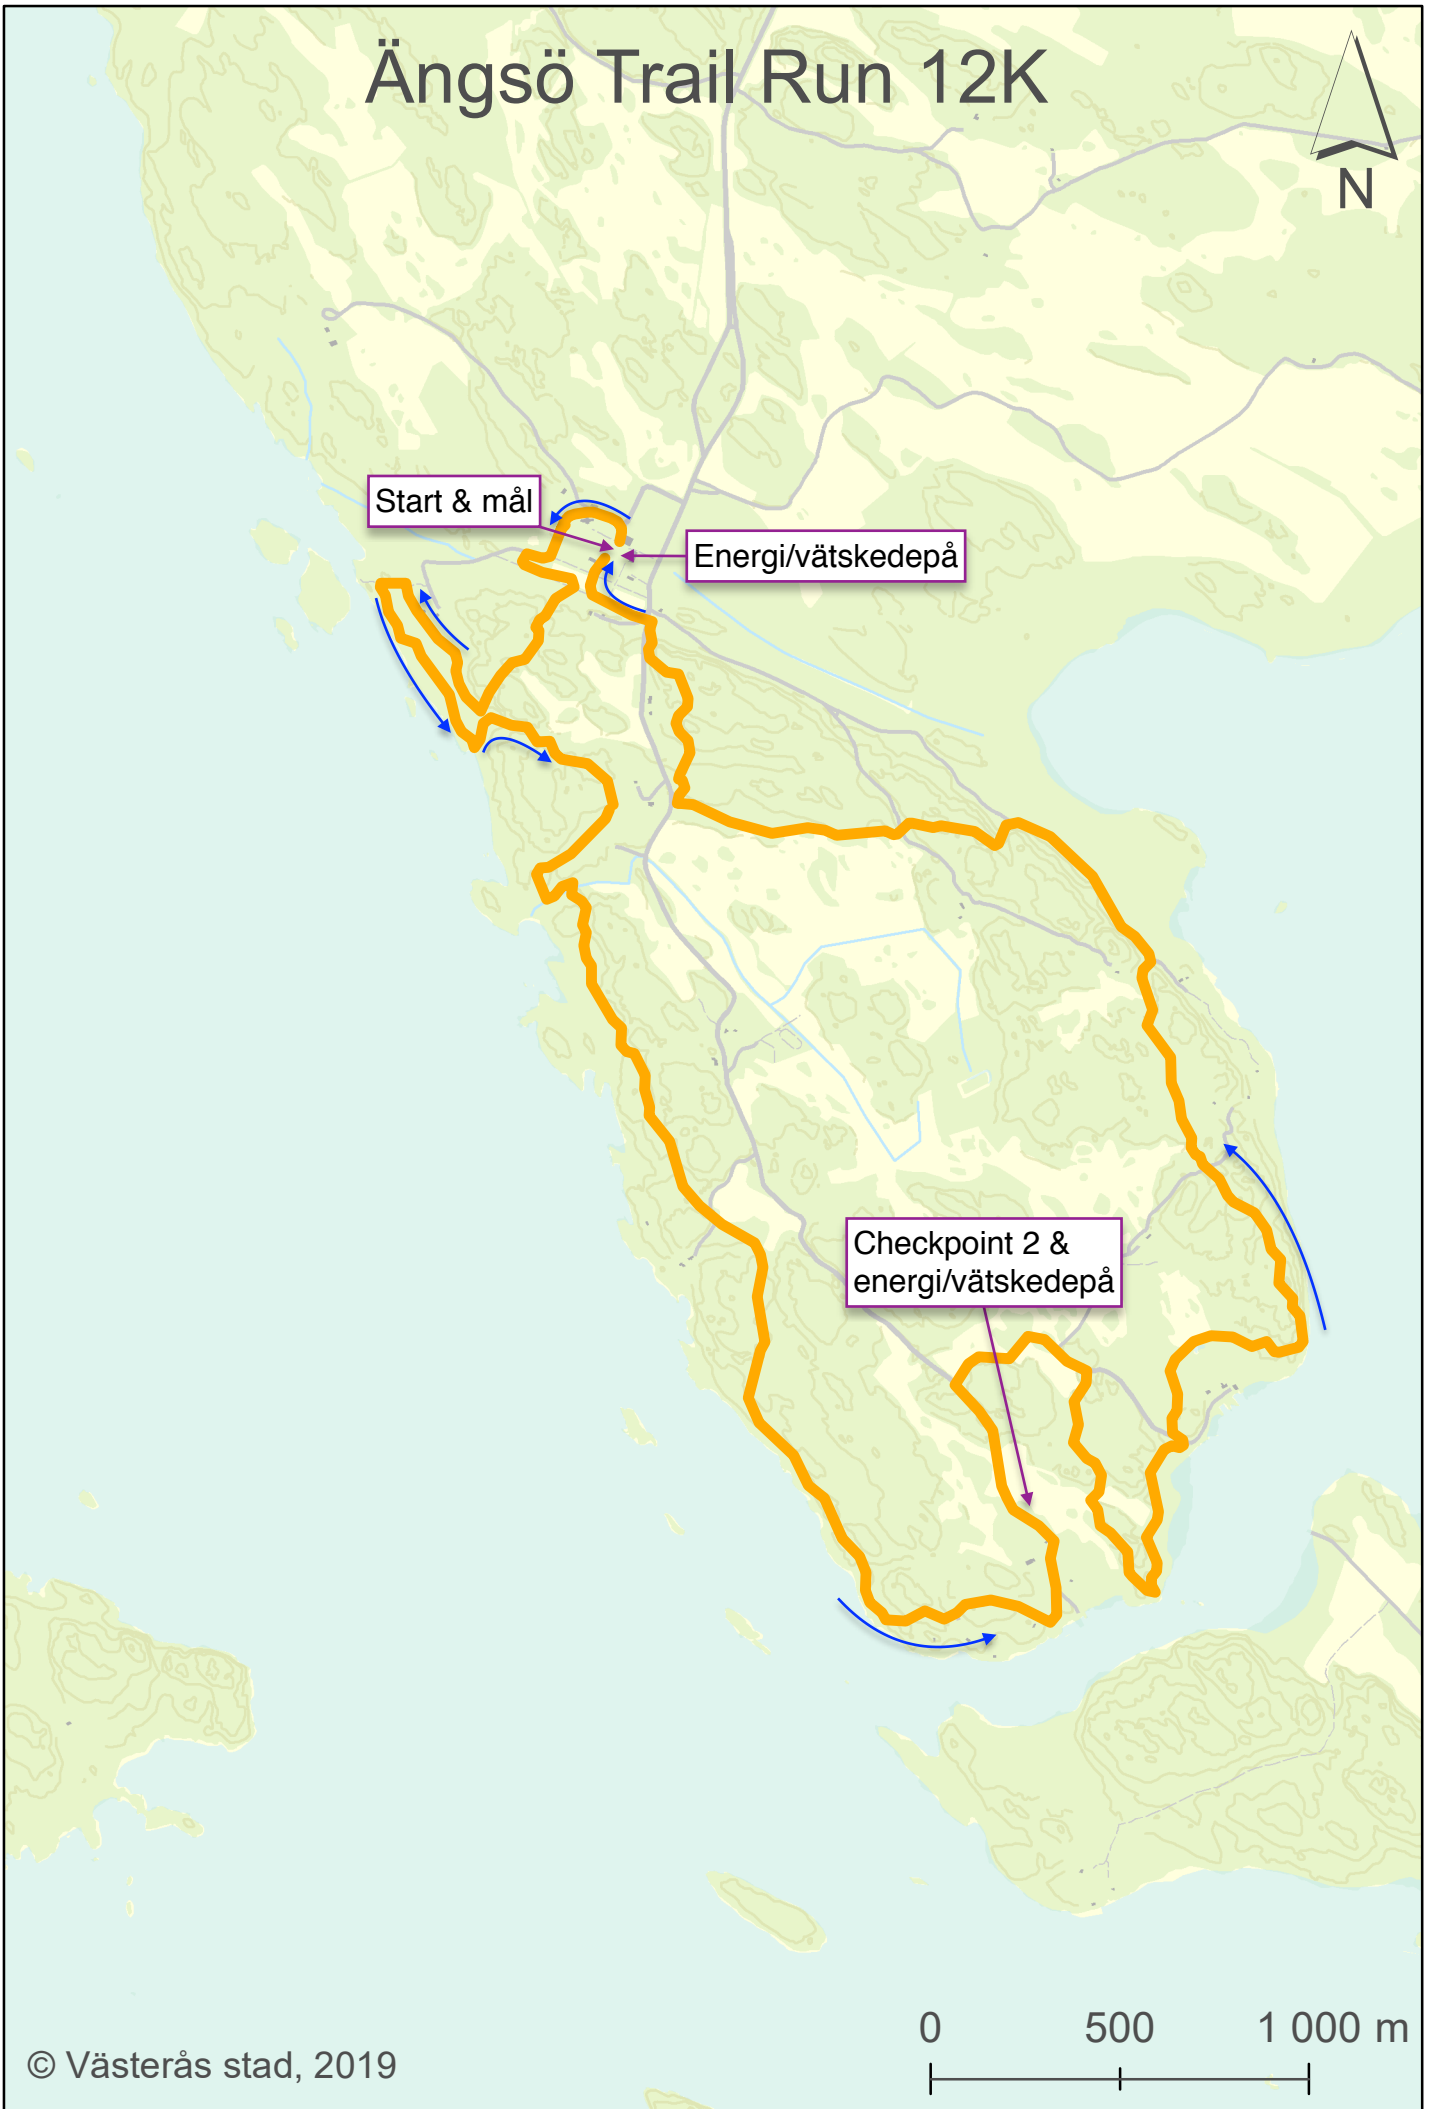 Ängsö Trail Run 12K
N
Start & mål
Energi/vätskedepå
Checkpoint 2 &
energi/vätskedepå
0 500 1 000 m
© Västerås stad, 2019